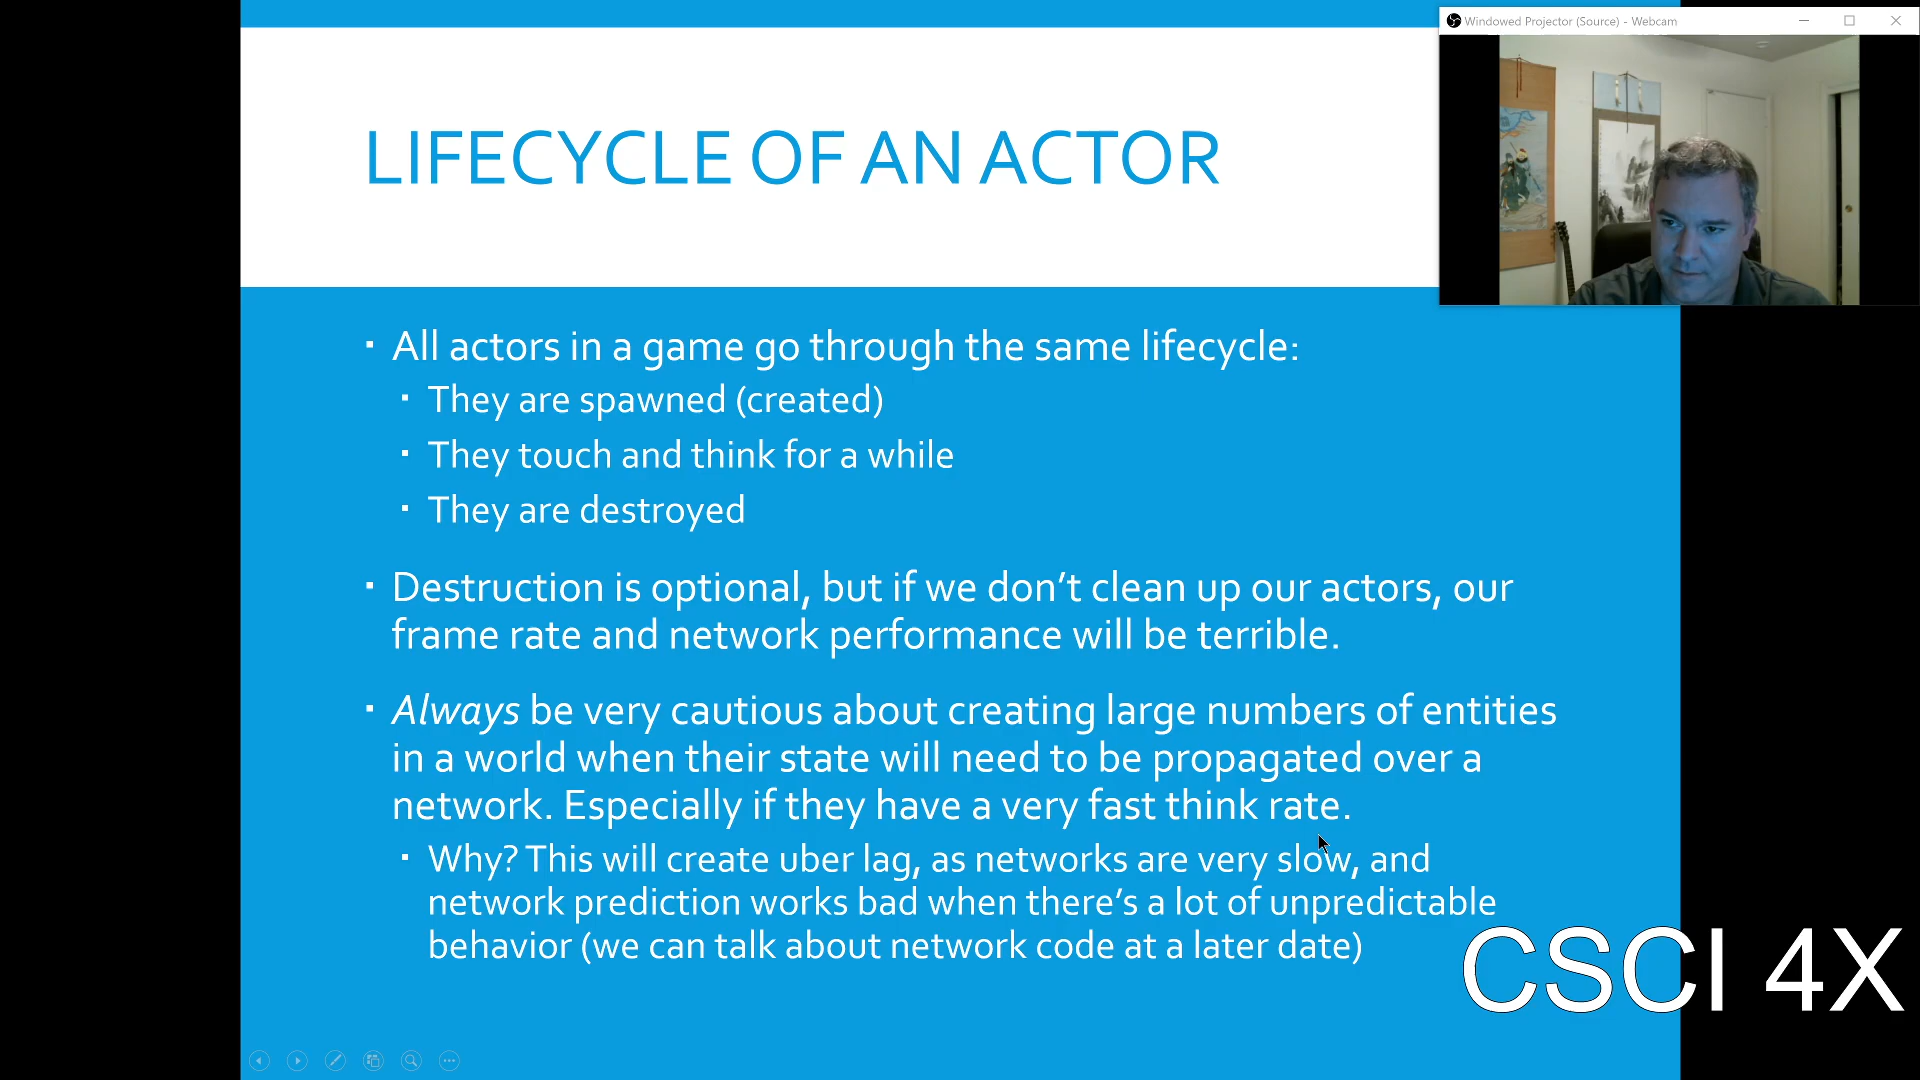 Windowed Projector (Source) - Webcam
LIFECYCLE OF AN ACTOR
▪ All actors in a game go through the same lifecycle:
▪ They are spawned (created)
▪ They touch and think for a while
▪ They are destroyed
▪ Destruction is optional, but if we don’t clean up our actors, our
frame rate and network performance will be terrible.
▪ Always be very cautious about creating large numbers of entities
in a world when their state will need to be propagated over a
network. Especially if they have a very fast think rate.
▪ Why? This will create uber lag, as networks are very slow, and
network prediction works bad when there’s a lot of unpredictable
behavior (we can talk about network code at a later date)
CSCI 4X